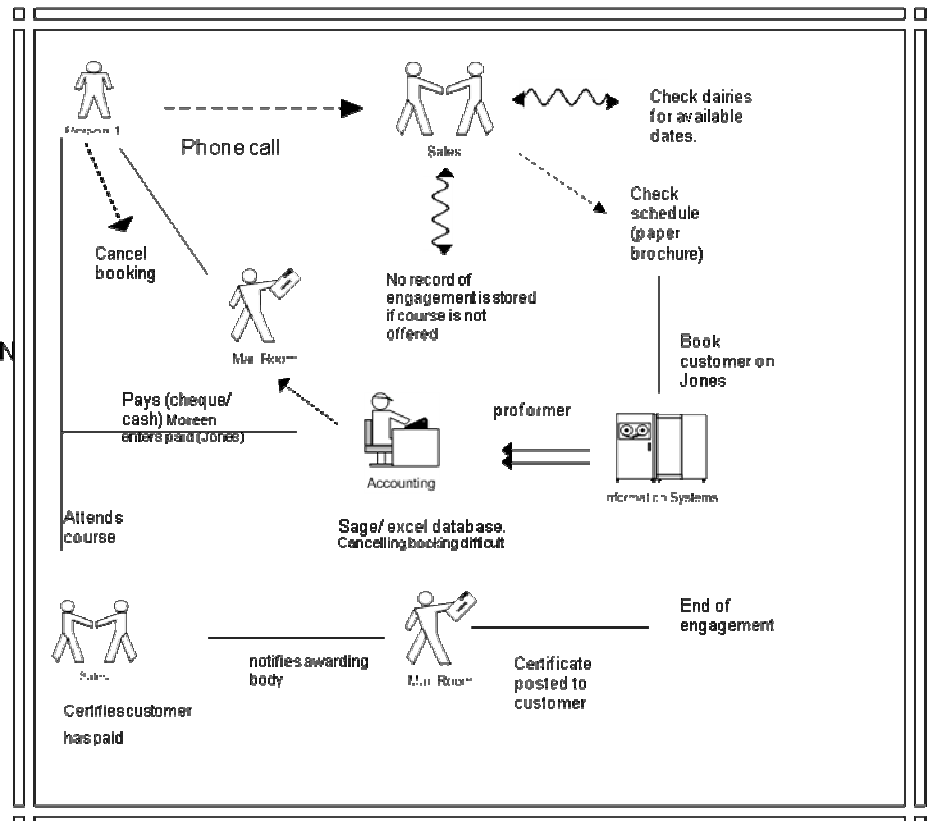 Phone call
Sales
Check dairies
for available
dates.
Check
schedule
(paper
brochure)
Cancel
booking
No record of
engagement is stored
if course is not
offered
N
Book
customer on
Jones
Pays (cheque/
cash) Moreen
enters paid (Jones)
proformer
Accounting
Information Systems
Attends
course
Sage/ excel database.
Cancelling booking difficult
End of
engagement
notifies awarding
body
Certificate
posted to
customer
Sales
Certifies customer
has paid